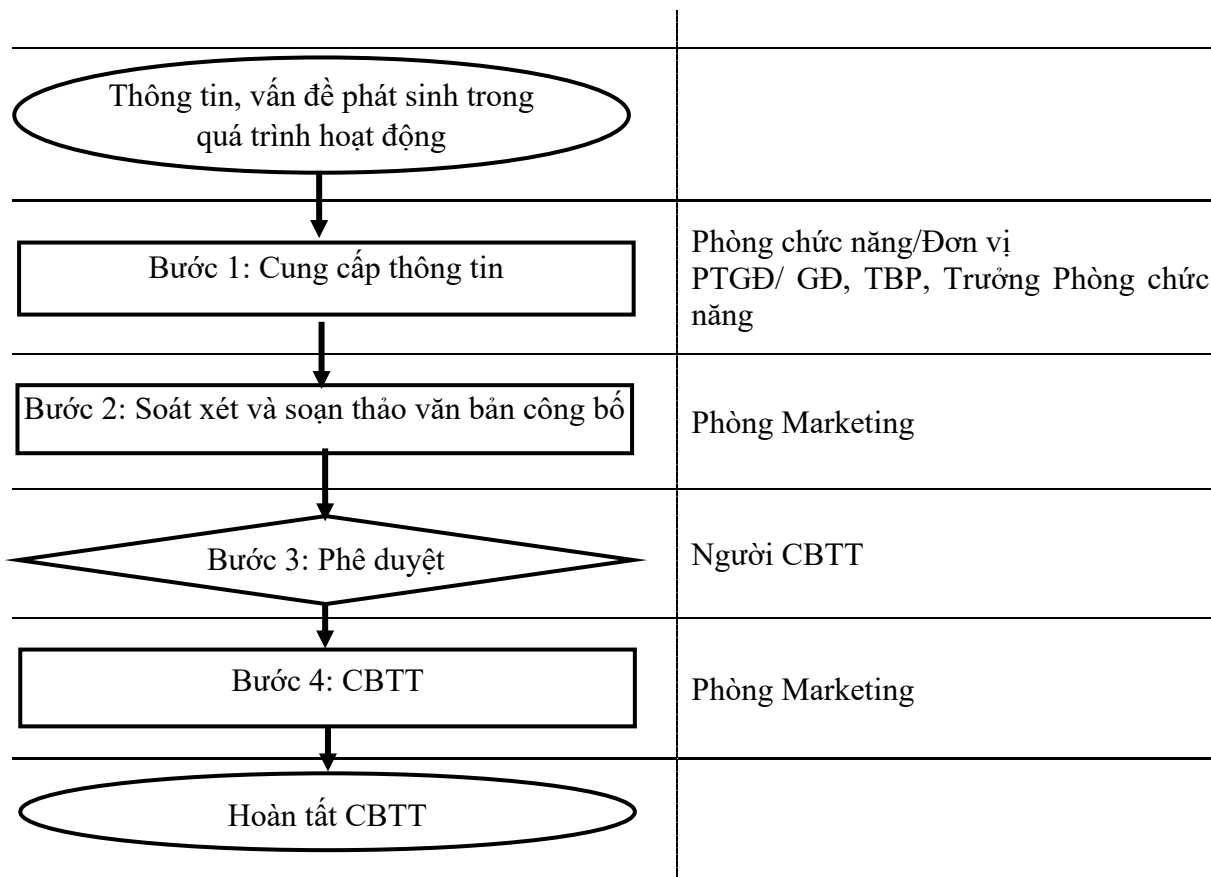 Thông tin, vấn đề phát sinh trong
quá trình hoạt động
Bước 1: Cung cấp thông tin
Phòng chức năng/Đơn vị
PTGĐ/ GĐ, TBP, Trưởng Phòng chức
năng
Bước 2: Soát xét và soạn thảo văn bản công bố
Phòng Marketing
Bước 3: Phê duyệt
Người CBTT
Bước 4: CBTT
Phòng Marketing
Hoàn tất CBTT